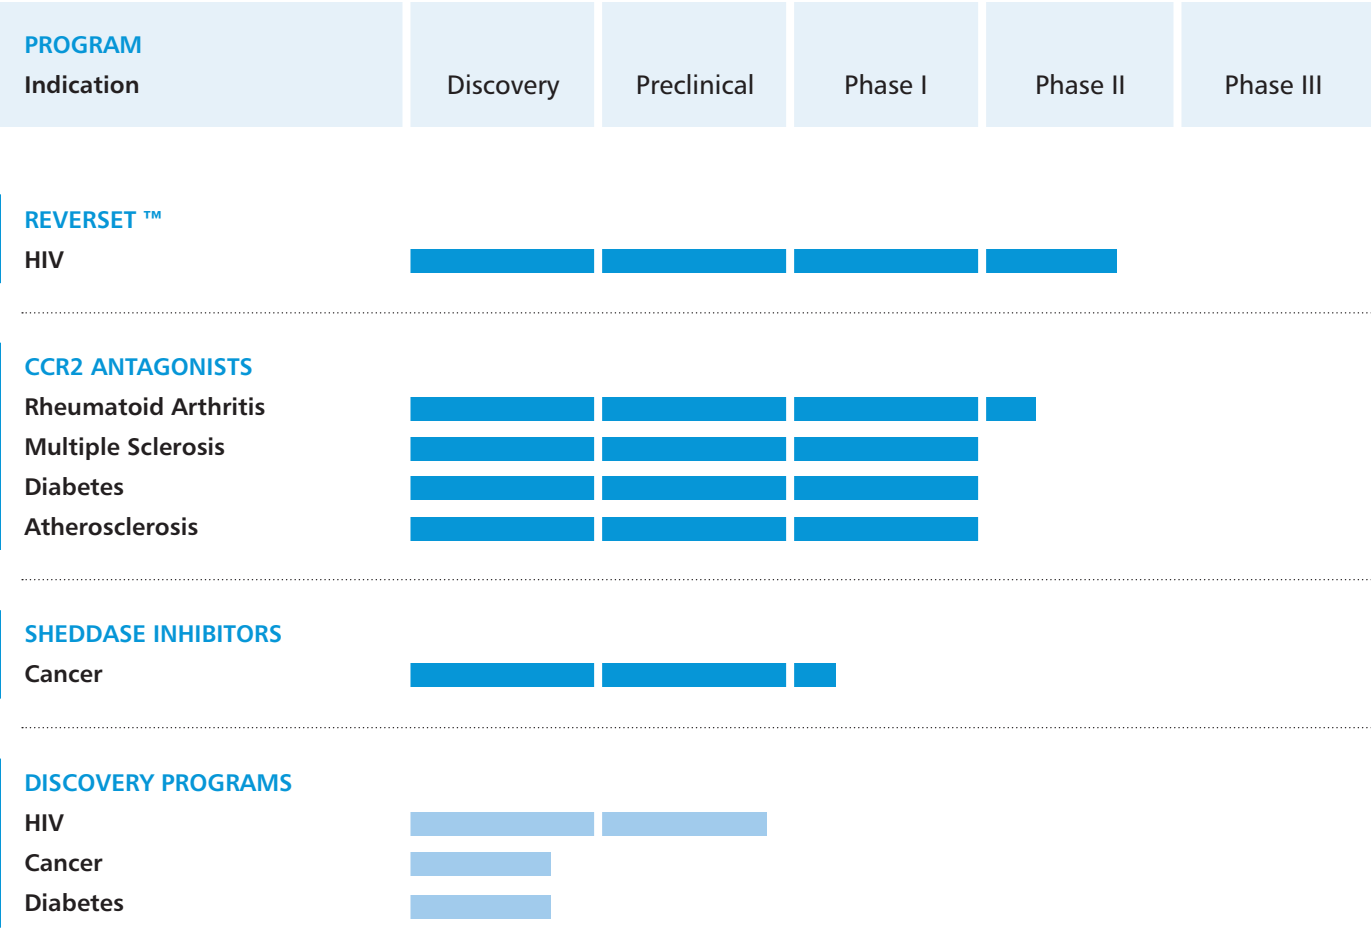 PROGRAM
Indication
Discovery
Preclinical
Phase I
Phase II
Phase III
REVERSET ™
HIV
CCR2 ANTAGONISTS
Rheumatoid Arthritis
Multiple Sclerosis
Diabetes
Atherosclerosis
SHEDDASE INHIBITORS
Cancer
DISCOVERY PROGRAMS
HIV
Cancer
Diabetes